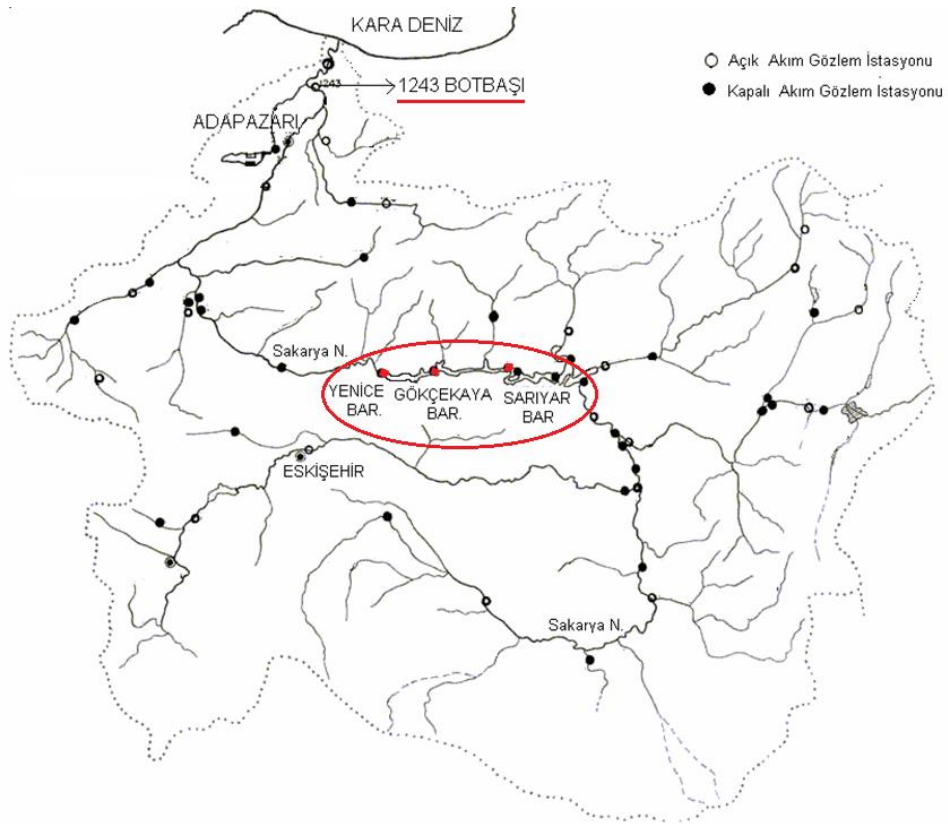 KARA DENİZ
Açık Akım Gözlem İstasyonu
1243
1243 BOTBAŞI
Kapalı Akım Gözlem İstasyonu
ADAPAZARI
Sakarya N.
YENİCE
BAR.
GÖKÇEKAYA
BAR.
SARIYAR
BAR
ESKİŞEHİR
Sakarya N.